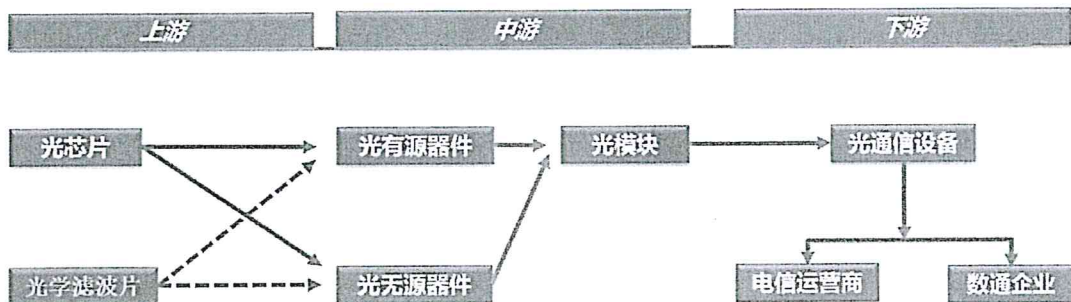 上游
中游
下游
光芯片
光有源器件
光模块
光通信设备
光学滤波片
光无源器件
电信运营商
数通企业